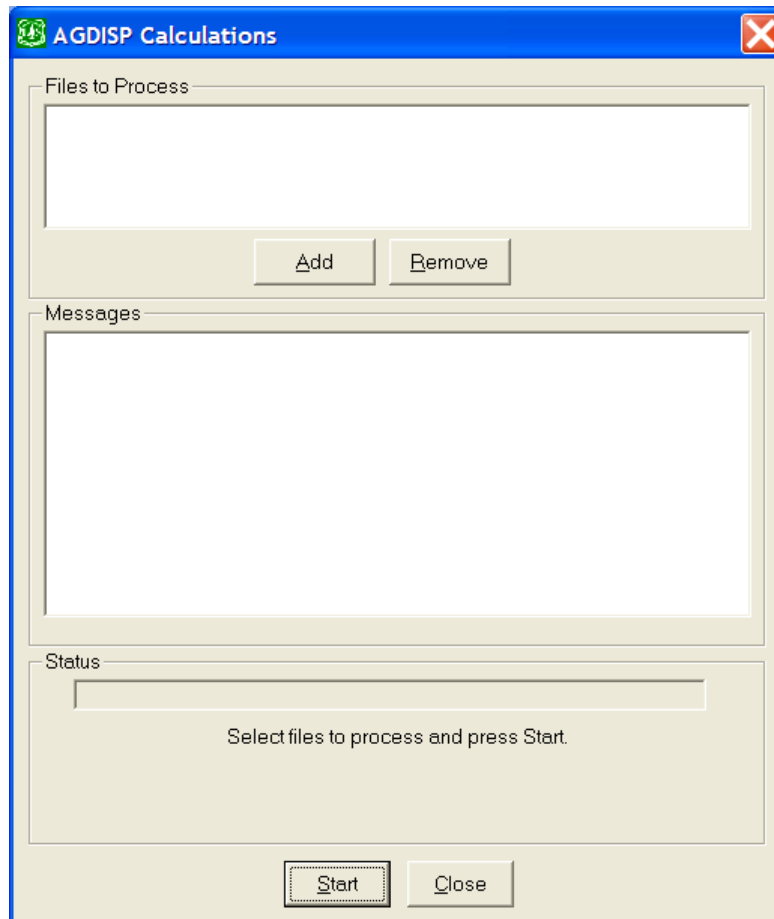 AGDISP Calculations
Files to Process
Add
Remove
Messages
Status
Select files to process and press Start.
Start
Close